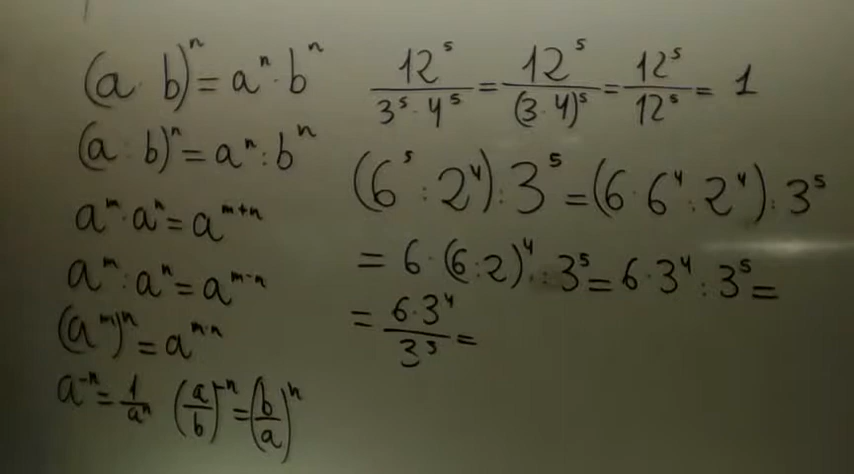 (a · b)ⁿ = aⁿ · bⁿ
(a : b)ⁿ = aⁿ : bⁿ
aᵐ · aⁿ = aᵐ⁺ⁿ
aᵐ : aⁿ = aᵐ⁻ⁿ
(aᵐ)ⁿ = aᵐ·ⁿ
a⁻ⁿ = 1/aⁿ (a/b)⁻ⁿ = (b/a)ⁿ
12⁵/(3⁵ · 4⁵) = 12⁵/(3 · 4)⁵ = 12⁵/12⁵ = 1
(6⁵ : 2⁴) : 3⁵ = (6 · 6⁴ : 2⁴) : 3⁵
= 6 · (6 : 2)⁴ : 3⁵ = 6 · 3⁴ : 3⁵ =
= (6 · 3⁴)/3⁵ =